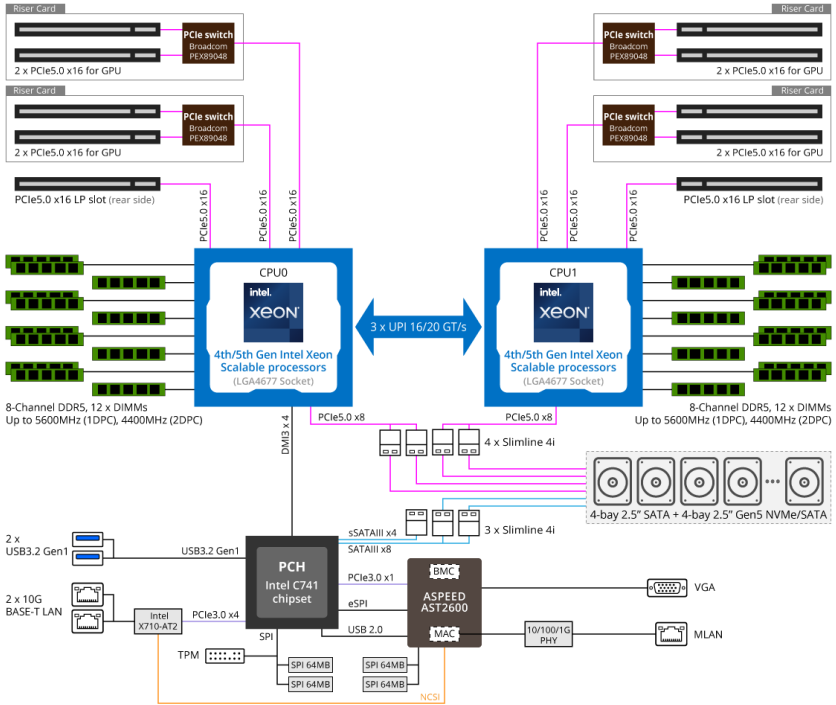 Riser Card
PCIe switch
Broadcom
PEX89048
2 x PCIe5.0 x16 for GPU
Riser Card
PCIe switch
Broadcom
PEX89048
2 x PCIe5.0 x16 for GPU
PCIe5.0 x16 LP slot (rear side)
PCIe5.0 x16
PCIe5.0 x16
PCIe5.0 x16
Riser Card
PCIe switch
Broadcom
PEX89048
2 x PCIe5.0 x16 for GPU
Riser Card
PCIe switch
Broadcom
PEX89048
2 x PCIe5.0 x16 for GPU
PCIe5.0 x16 LP slot (rear side)
PCIe5.0 x16
PCIe5.0 x16
PCIe5.0 x16
CPU0
intel.
xeon
4th/5th Gen Intel Xeon
Scalable processors
(LGA4677 Socket)
3 x UPI 16/20 GT/s
CPU1
intel.
xeon
4th/5th Gen Intel Xeon
Scalable processors
(LGA4677 Socket)
8-Channel DDR5, 12 x DIMMs
Up to 5600MHz (1DPC), 4400MHz (2DPC)
8-Channel DDR5, 12 x DIMMs
Up to 5600MHz (1DPC), 4400MHz (2DPC)
DMI3 x 4
PCIe5.0 x8
PCIe5.0 x8
4 x Slimline 4i
4-bay 2.5” SATA + 4-bay 2.5” Gen5 NVMe/SATA
3 x Slimline 4i
sSATAIII x4
SATAIII x8
2 x
USB3.2 Gen1
USB3.2 Gen1
PCH
Intel C741
chipset
PCIe3.0 x1
eSPI
USB 2.0
BMC
ASPEED
AST2600
MAC
VGA
2 x 10G
BASE-T LAN
Intel
X710-AT2
PCIe3.0 x4
10/100/1G
PHY
MLAN
SPI
TPM
SPI 64MB
SPI 64MB
SPI 64MB
SPI 64MB
NCSI